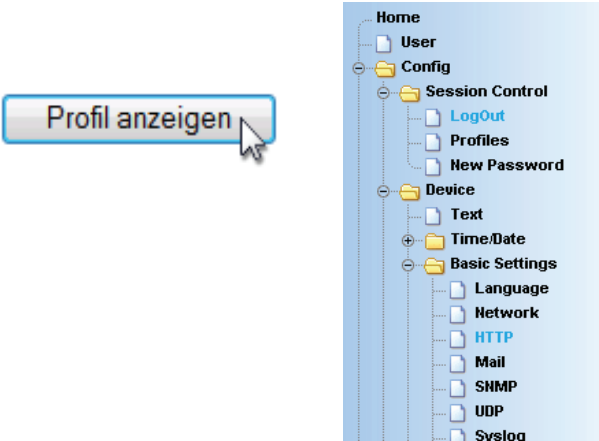 Profil anzeigen
Home
User
Config
Session Control
LogOut
Profiles
New Password
Device
Text
Time/Date
Basic Settings
Language
Network
HTTP
Mail
SNMP
UDP
Syslog